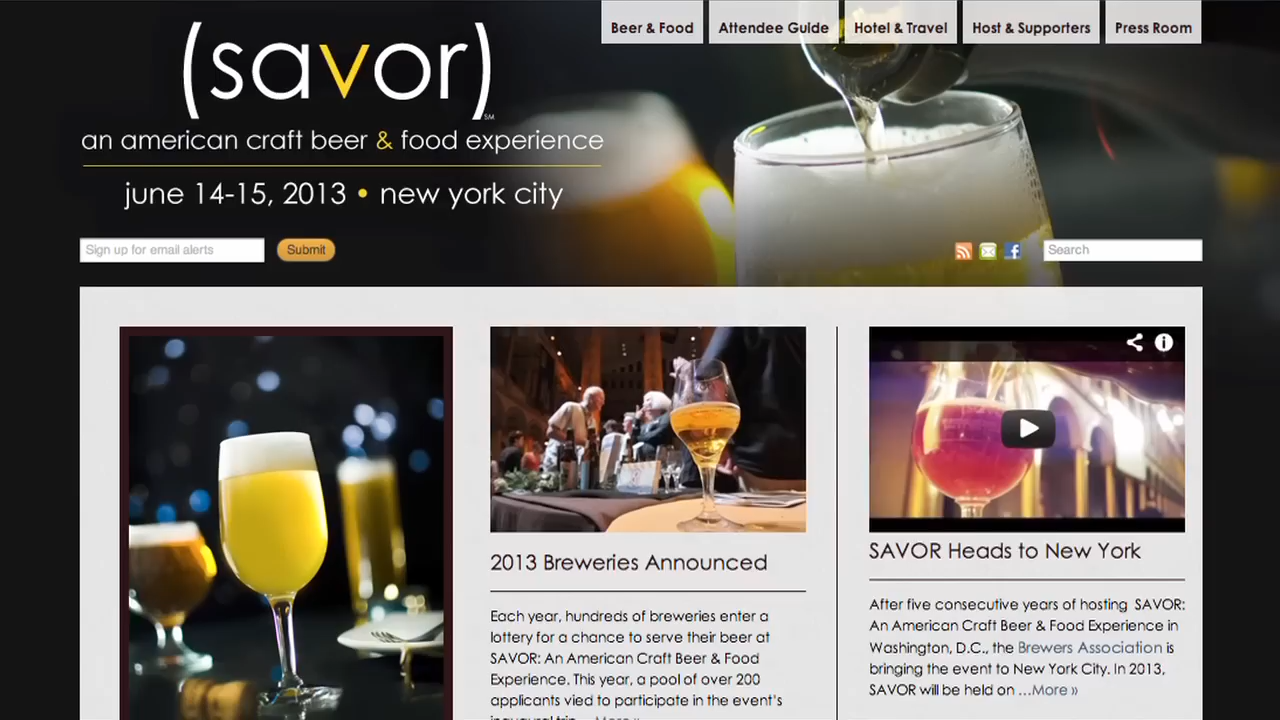 Beer & Food
Attendee Guide
Hotel & Travel
Host & Supporters
Press Room
(savor)
SM
an american craft beer & food experience
june 14-15, 2013 • new york city
Sign up for email alerts
Submit
Search
2013 Breweries Announced
Each year, hundreds of breweries enter a
lottery for a chance to serve their beer at
SAVOR: An American Craft Beer & Food
Experience. This year, a pool of over 200
applicants vied to participate in the event's
inaugural trip ...More »
SAVOR Heads to New York
After five consecutive years of hosting SAVOR:
An American Craft Beer & Food Experience in
Washington, D.C., the Brewers Association is
bringing the event to New York City. In 2013,
SAVOR will be held on ...More »